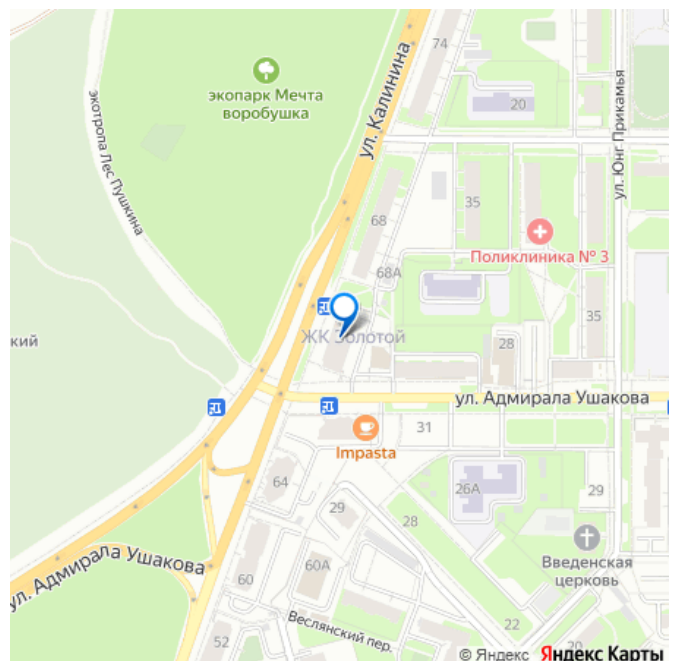 74
экопарк Мечта
воробушка
ул. Калинина
20
экотропа Лес Пушкина
ул. Юнг Прикамья
35
68
Поликлиника № 3
68А
ЖК Золотой
кий
28
35
ул. Адмирала Ушакова
31
Impasta
64
26А
29
29
28
Введенская
церковь
ул. Адмирала Ушакова
60
60А
22
Веслянский пер.
52
20
© Яндекс Яндекс Карты